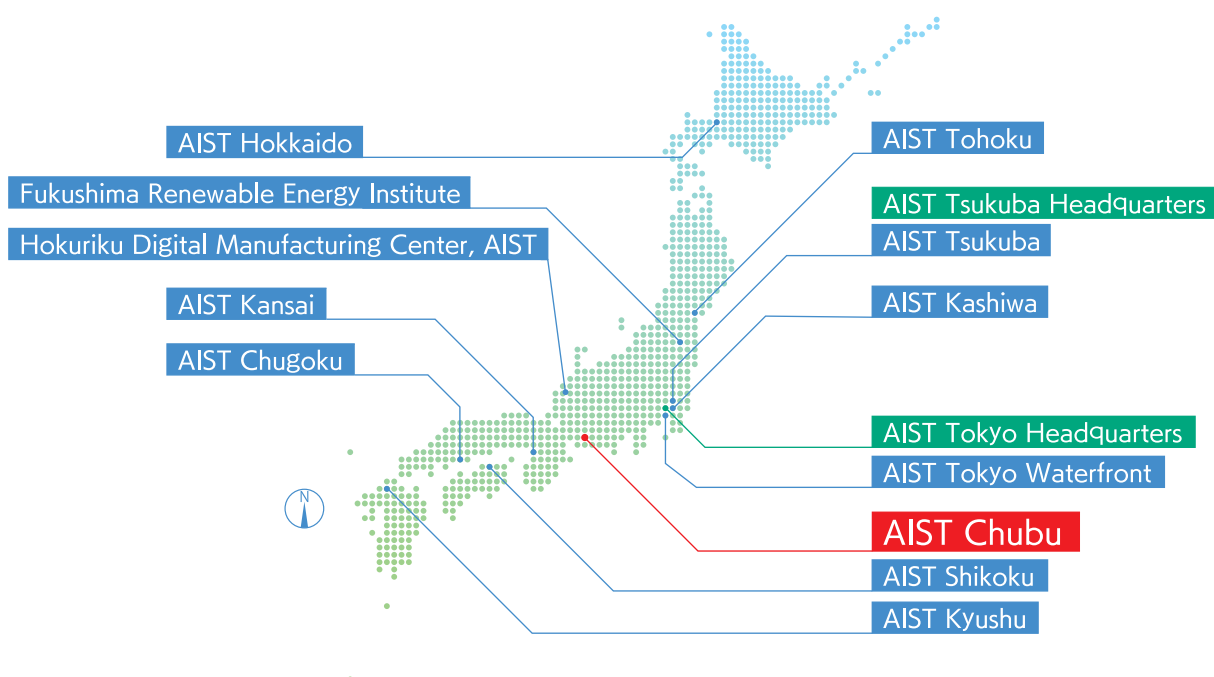 AIST Hokkaido
Fukushima Renewable Energy Institute
Hokuriku Digital Manufacturing Center, AIST
AIST Kansai
AIST Chugoku
N
AIST Tohoku
AIST Tsukuba Headquarters
AIST Tsukuba
AIST Kashiwa
AIST Tokyo Headquarters
AIST Tokyo Waterfront
AIST Chubu
AIST Shikoku
AIST Kyushu